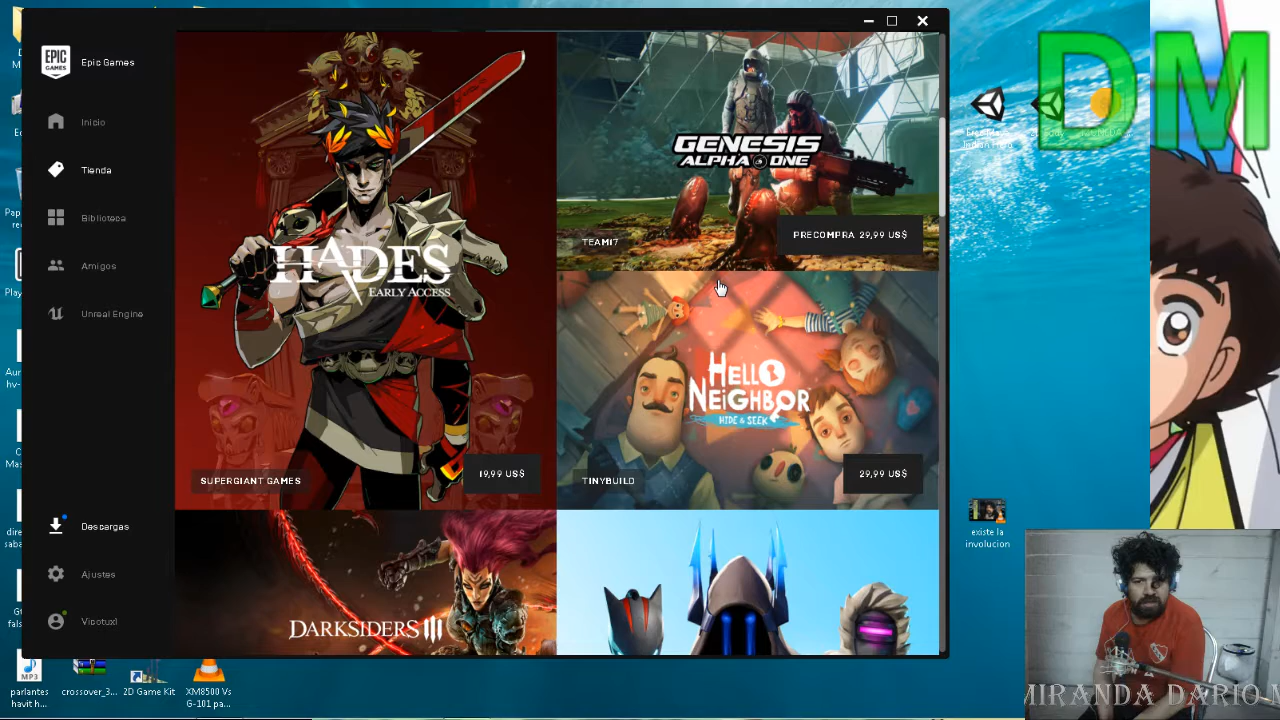 EPIC
GAMES
Epic Games
Inicio
Tienda
Biblioteca
Amigos
Unreal Engine
Descargas
Ajustes
HADES
EARLY ACCESS
SUPERGIANT GAMES
19,99 US$
GENESIS
ALPHA ONE
TEAM17
PRECOMPRA 29,99 US$
HELLO
NEIGHBOR
HIDE & SEEK
TINYBUILD
29,99 US$
DARKSIDERS III
DM
existe la
involucion
MP3
parlantes
havit h...
crossover_3...
2D Game Kit
XM8500 Vs
G-101 pa...
MIRANDA DARIO M